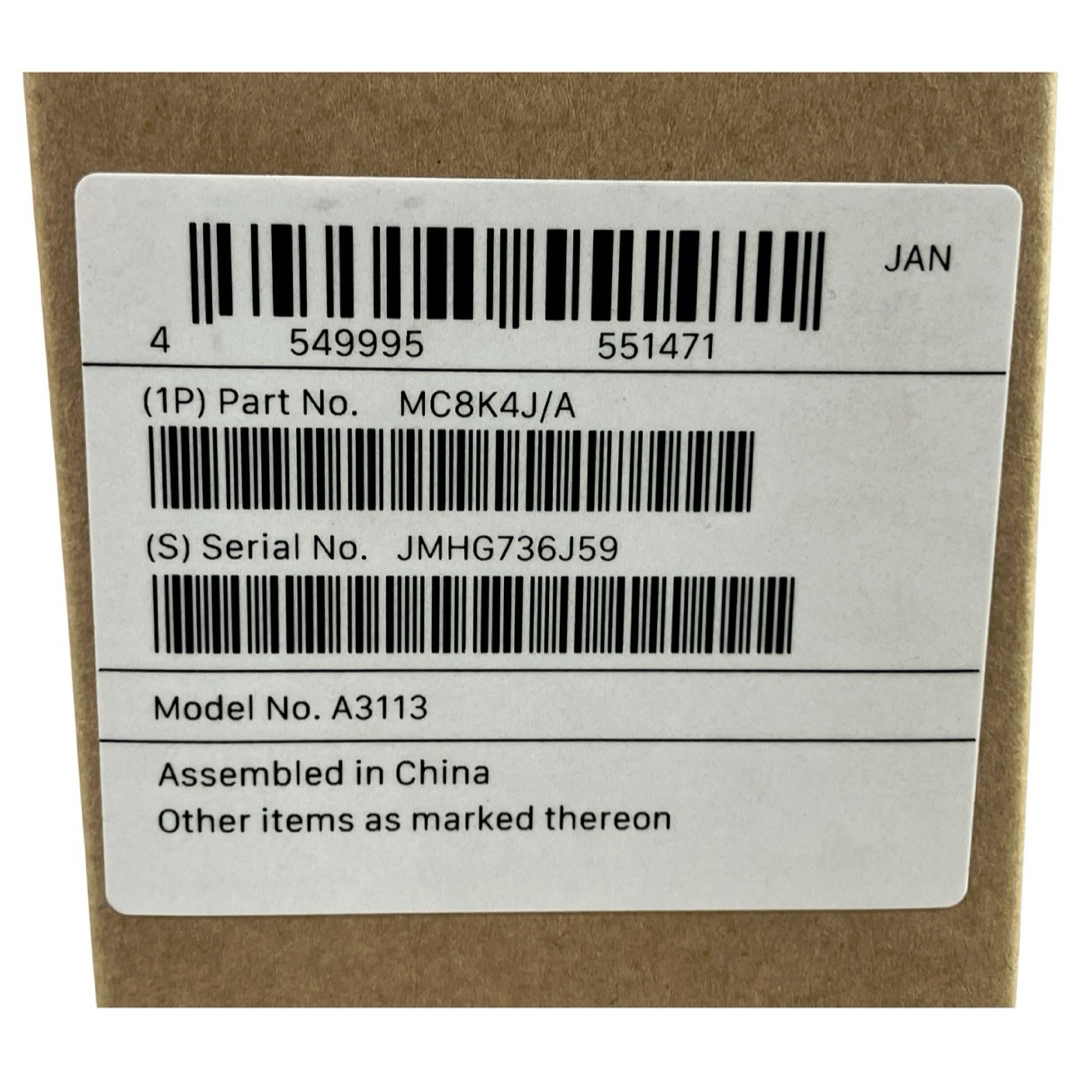 JAN
4 549995 551471
(1P) Part No. MC8K4J/A
(S) Serial No. JMHG736J59
Model No. A3113
Assembled in China
Other items as marked thereon